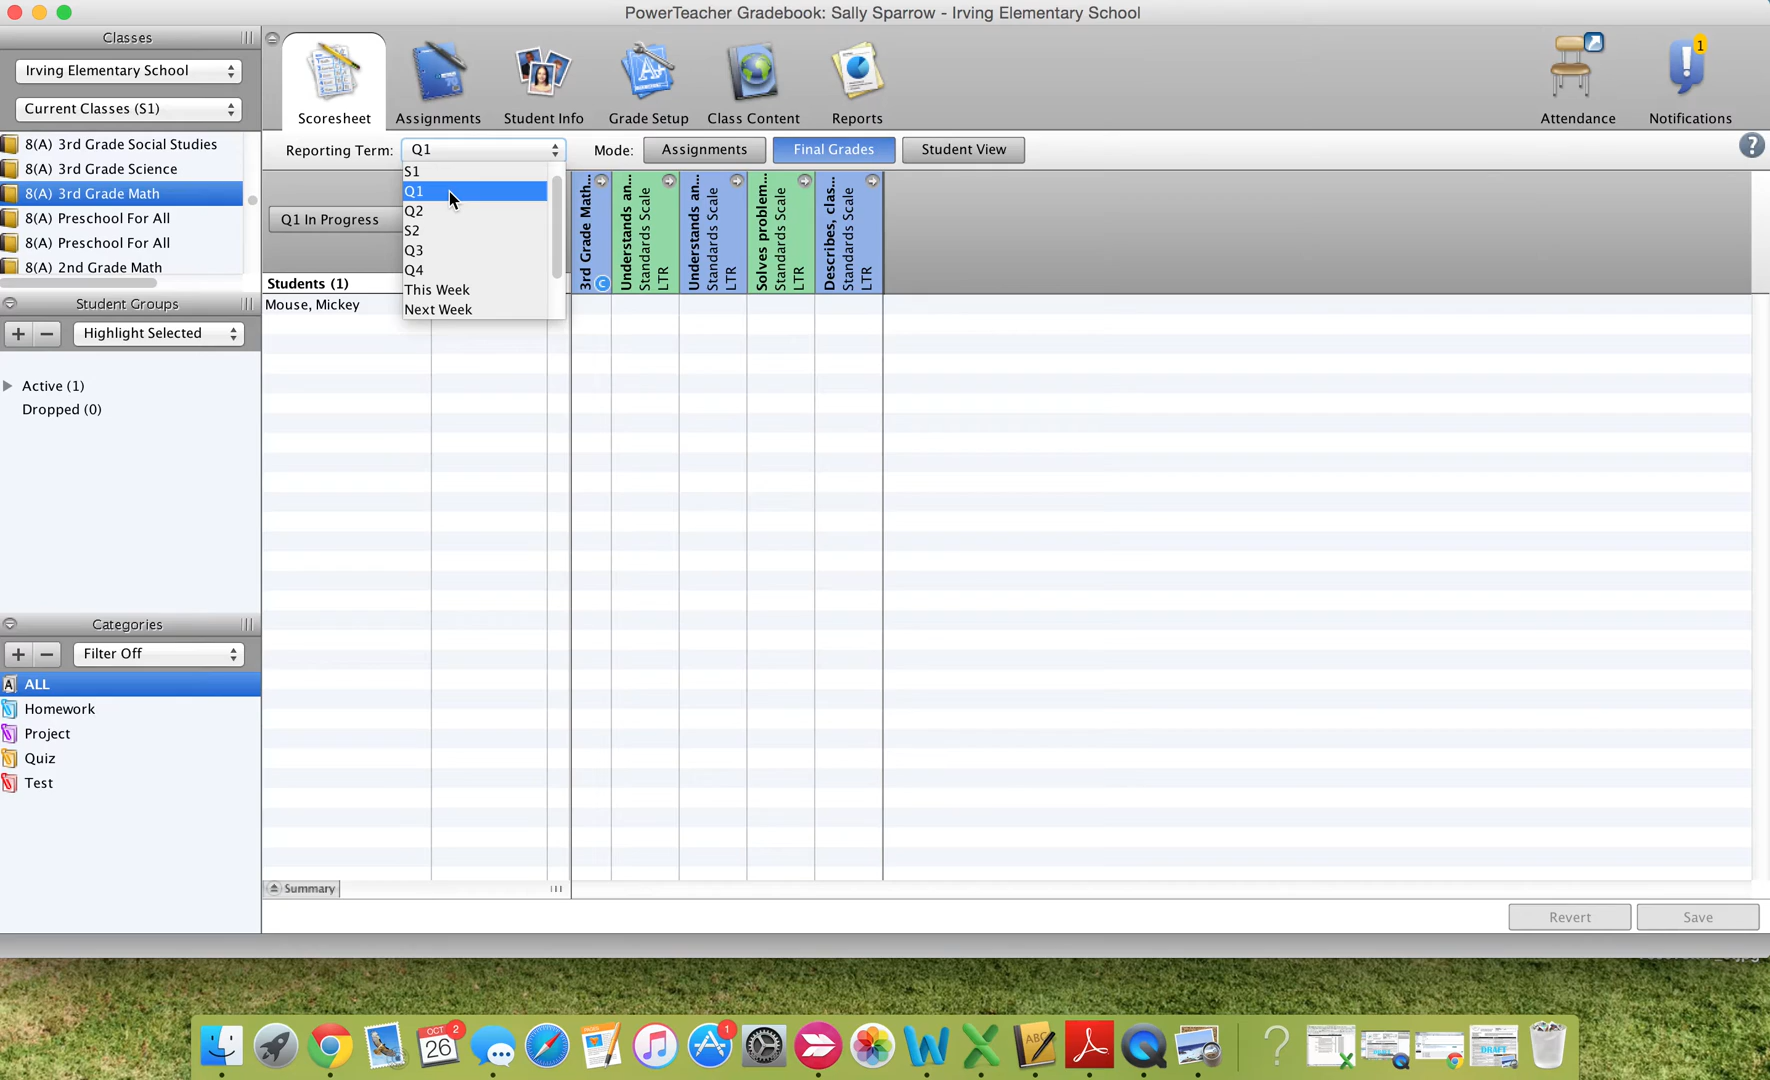 PowerTeacher Gradebook: Sally Sparrow - Irving Elementary School
Classes
Irving Elementary School
Current Classes (S1)
8(A) 3rd Grade Social Studies
8(A) 3rd Grade Science
8(A) 3rd Grade Math
8(A) Preschool For All
8(A) Preschool For All
8(A) 2nd Grade Math
Student Groups
Highlight Selected
Active (1)
Dropped (0)
Categories
Filter Off
ALL
Homework
Project
Quiz
Test
Scoresheet
Assignments
Student Info
Grade Setup
Class Content
Reports
Attendance
1
Notifications
Reporting Term: Q1
Mode: Assignments Final Grades Student View
?
S1
Q1
Q2
S2
Q3
Q4
This Week
Next Week
Q1 In Progress
3rd Grade Math...
C
Understands an...
Standards Scale
LTR
Understands an...
Standards Scale
LTR
Solves problem...
Standards Scale
LTR
Describes, clas...
Standards Scale
LTR
Students (1)
Mouse, Mickey
Summary
Revert
Save
OCT 2
26
1
DRAFT